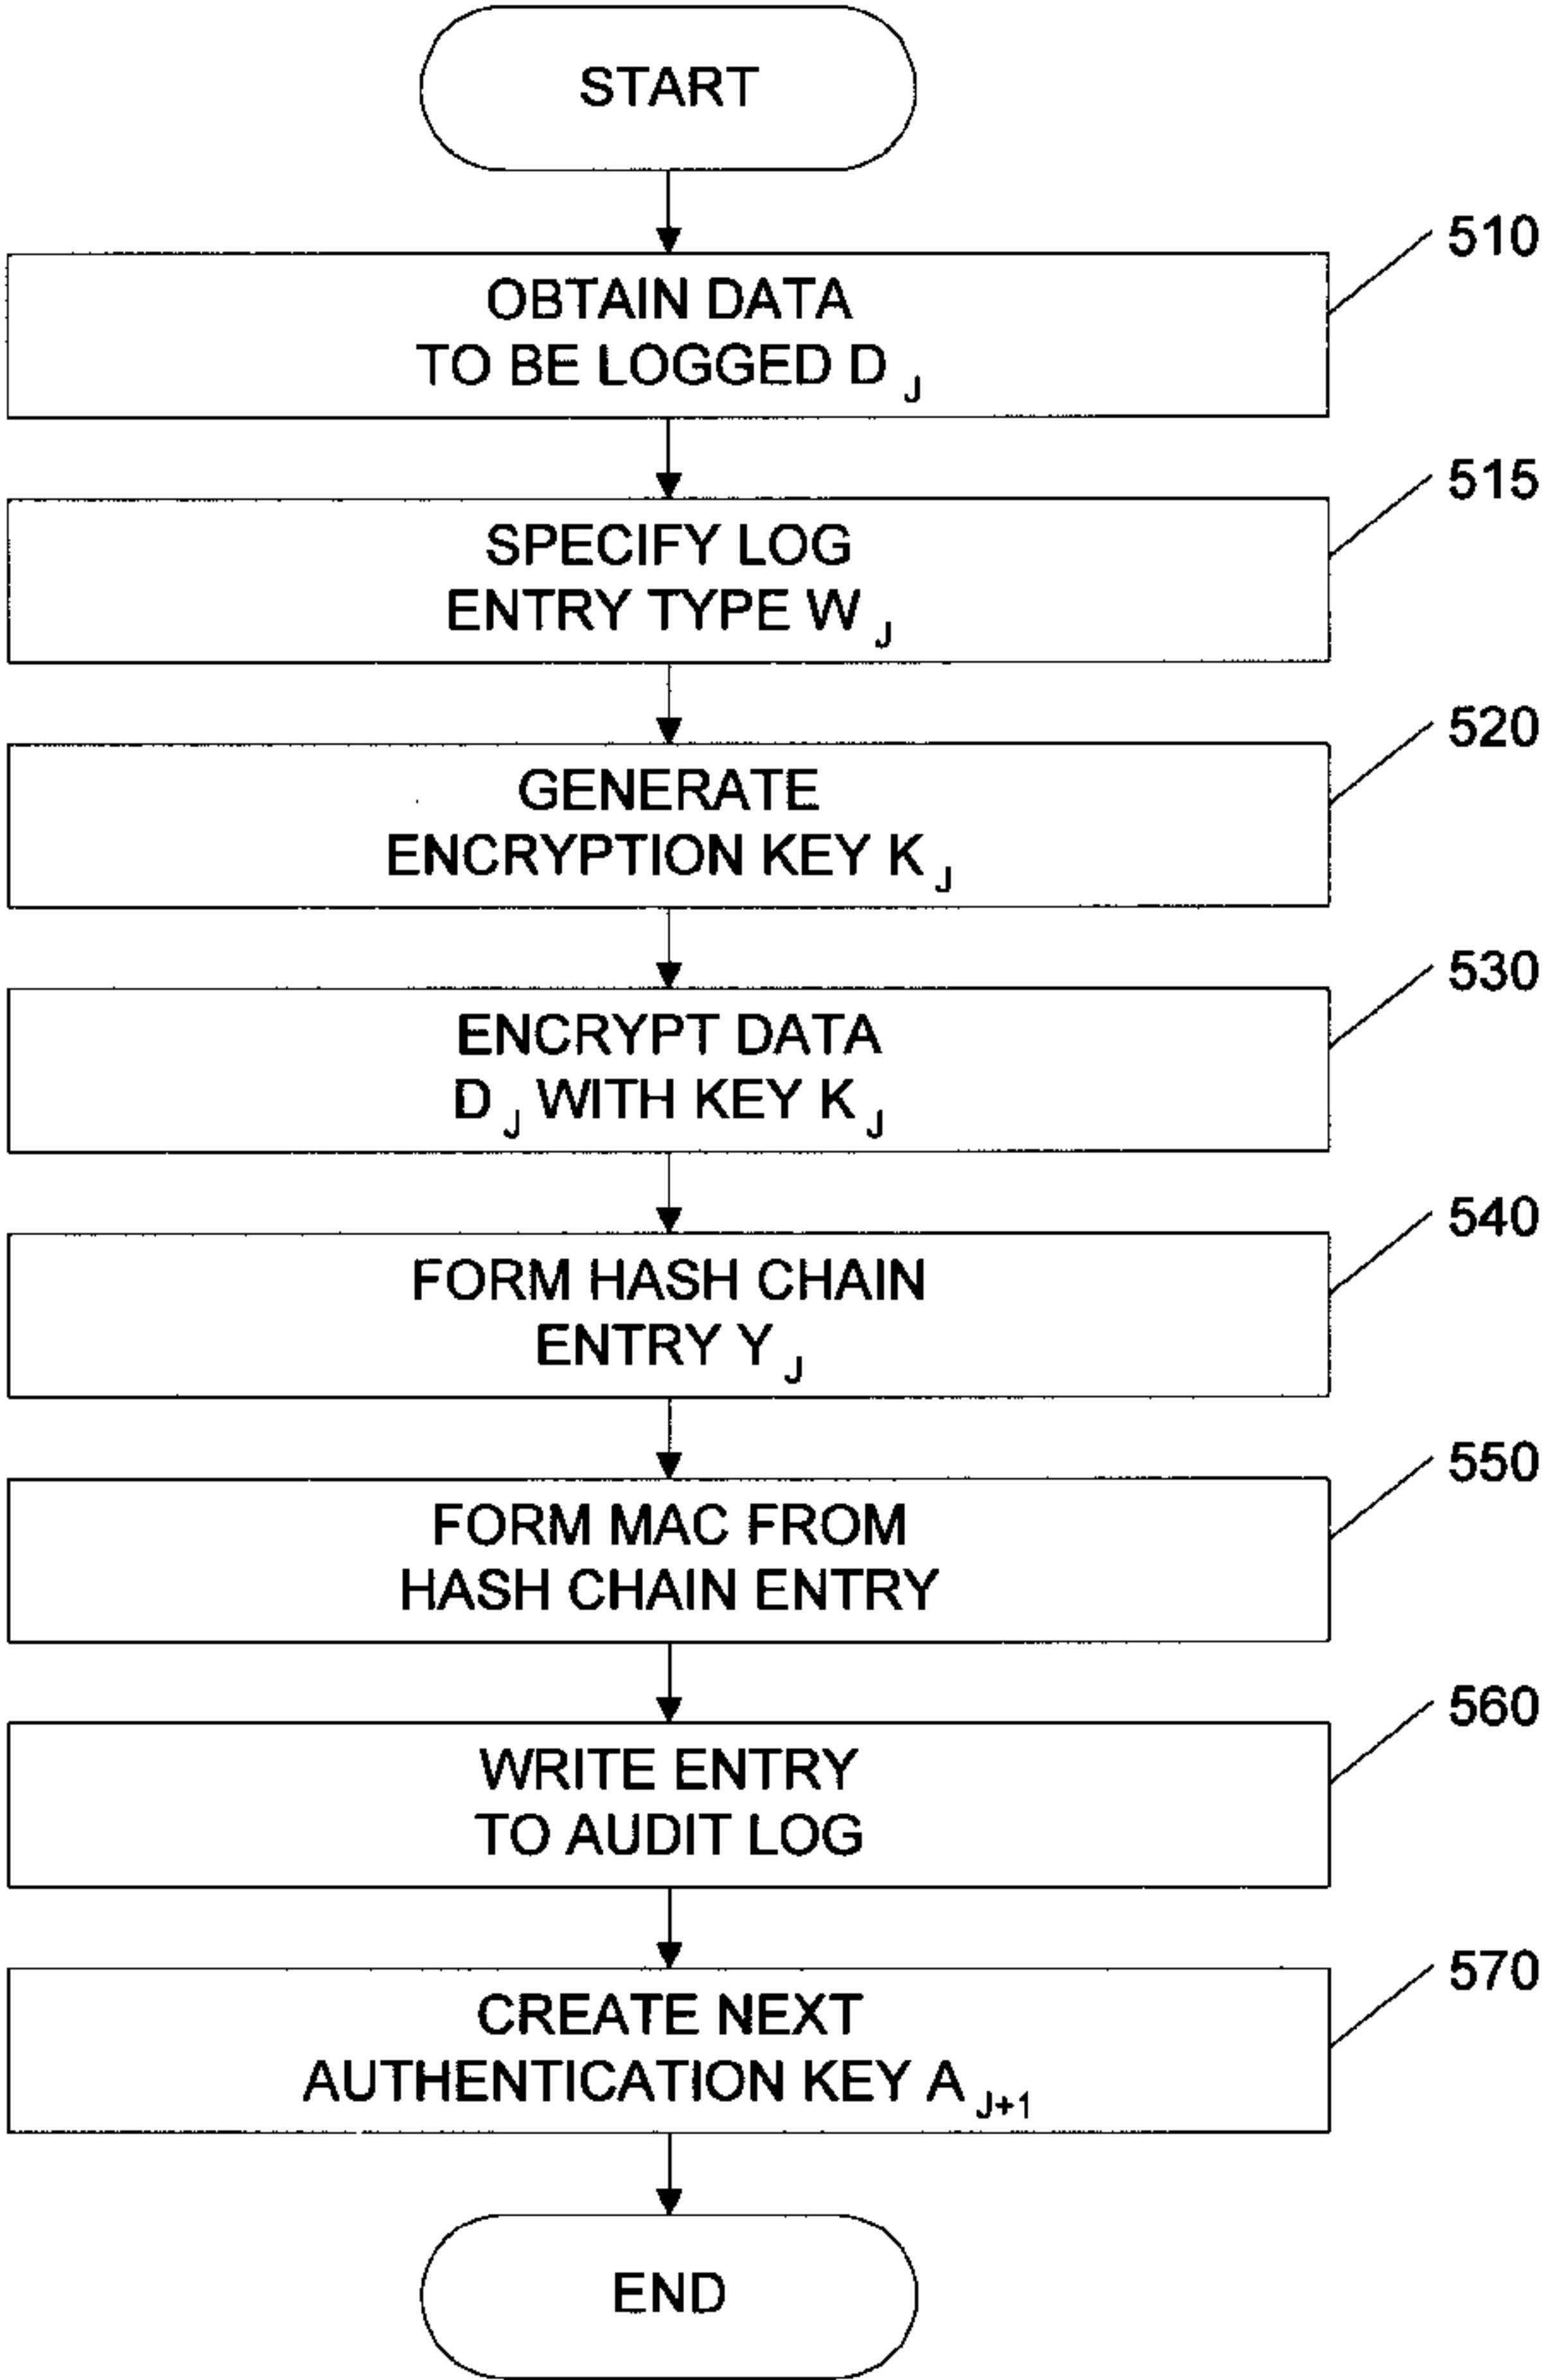 START
510
OBTAIN DATA
TO BE LOGGED D J
515
SPECIFY LOG
ENTRY TYPE W J
520
GENERATE
ENCRYPTION KEY K J
530
ENCRYPT DATA
D J WITH KEY K J
540
FORM HASH CHAIN
ENTRY Y J
550
FORM MAC FROM
HASH CHAIN ENTRY
560
WRITE ENTRY
TO AUDIT LOG
570
CREATE NEXT
AUTHENTICATION KEY A J+1
END